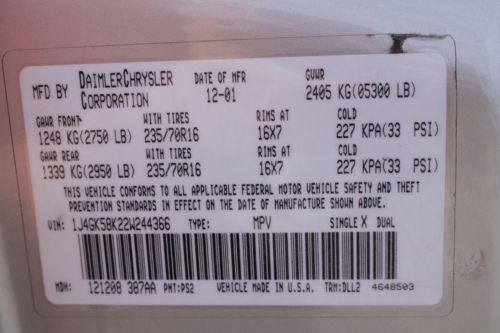 MFD BY DAIMLERCHRYSLER CORPORATION DATE OF MFR 12-01 GVWR 2405 KG(05300 LB)
GAWR FRONT WITH TIRES RIMS AT COLD
1248 KG(2750 LB) 235/70R16 16X7 227 KPA(33 PSI)
GAWR REAR WITH TIRES RIMS AT COLD
1339 KG(2950 LB) 235/70R16 16X7 227 KPA(33 PSI)
THIS VEHICLE CONFORMS TO ALL APPLICABLE FEDERAL MOTOR VEHICLE SAFETY AND THEFT
PREVENTION STANDARDS IN EFFECT ON THE DATE OF MANUFACTURE SHOWN ABOVE.
VIN: 1J4GK58K22W244366 TYPE: MPV SINGLE X DUAL
MDH: 121208 387AA PNT:PS2 VEHICLE MADE IN U.S.A. TRM:DLL2 4648503